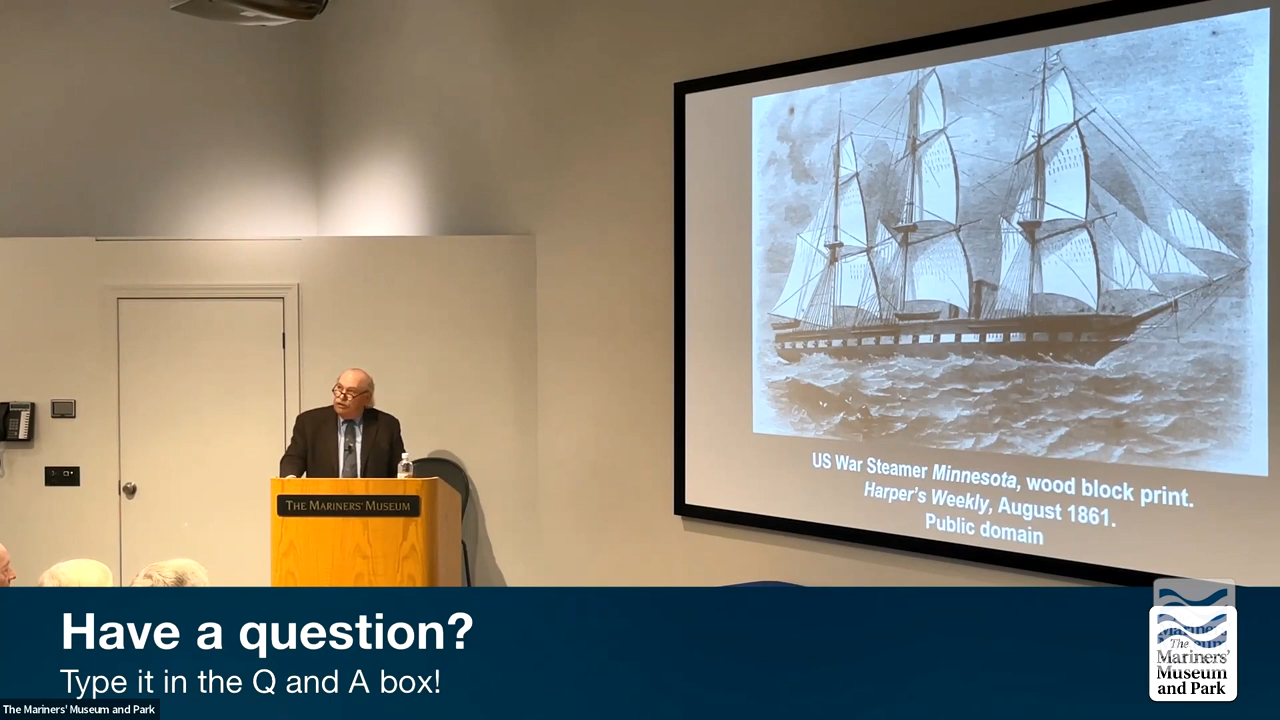 US War Steamer Minnesota, wood block print.
Harper's Weekly, August 1861.
Public domain
THE MARINERS' MUSEUM
Have a question?
Type it in the Q and A box!
The
Mariners'
Museum
and Park
The Mariners' Museum and Park